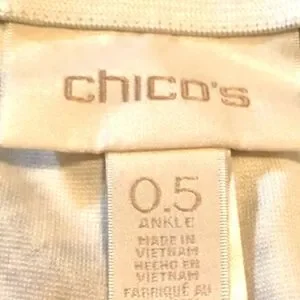 chico's
0.5
ANKLE
MADE IN
VIETNAM
HECHO EN
VIETNAM
FABRIQUÉ AU